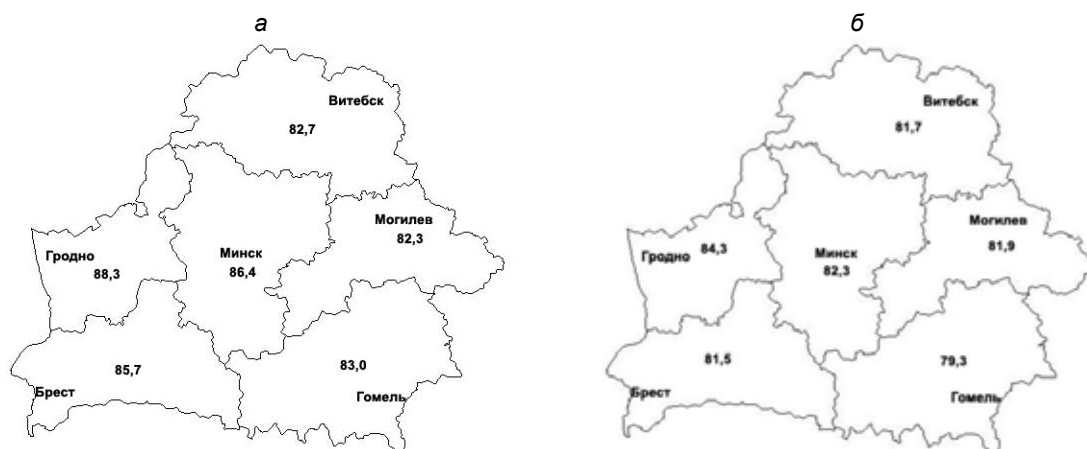 а
Витебск
82,7
Могилев
82,3
Гродно
88,3
Минск
86,4
85,7
Брест
83,0
Гомель
б
Витебск
81,7
Могилев
81,9
Гродно
84,3
Минск
82,3
81,5
Брест
79,3
Гомель